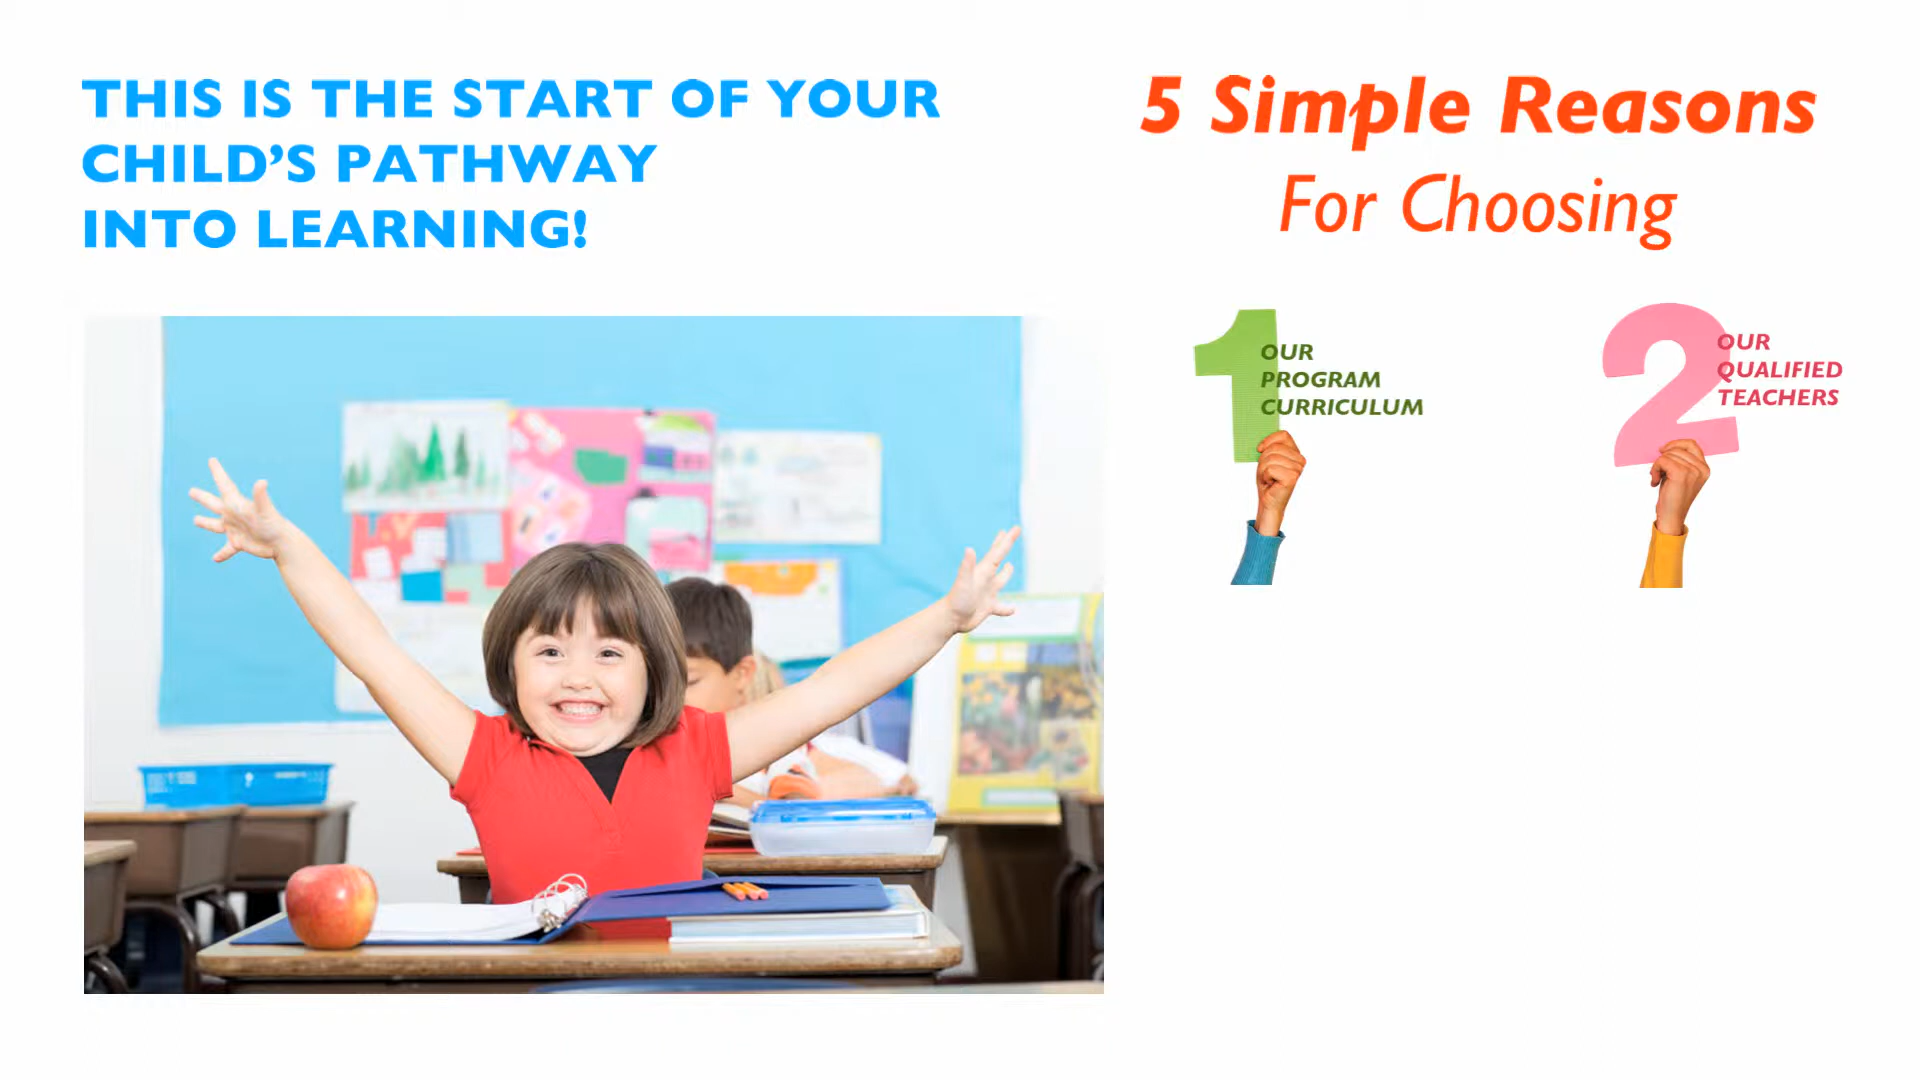 THIS IS THE START OF YOUR
CHILD’S PATHWAY
INTO LEARNING!
5 Simple Reasons
For Choosing
1
OUR
PROGRAM
CURRICULUM
2
OUR
QUALIFIED
TEACHERS